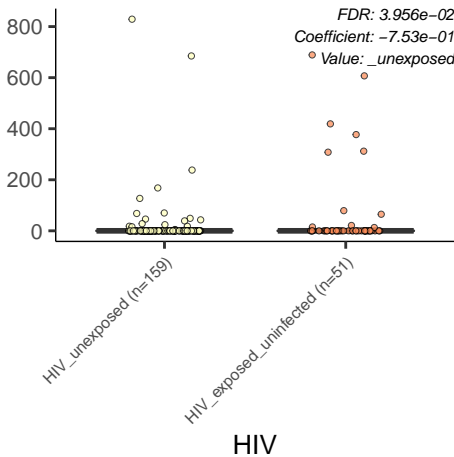 FDR: 3.956e−02
Coefficient: −7.53e−01
Value: _unexposed
800
600
400
200
0
HIV_unexposed (n=159)
HIV_exposed_uninfected (n=51)
HIV